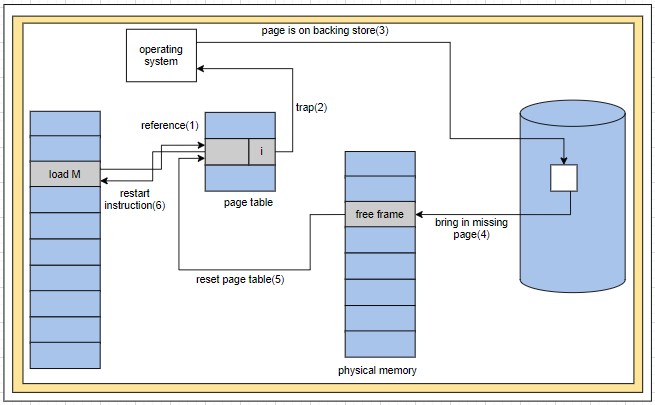 page is on backing store(3)
operating
system
trap(2)
reference(1)
i
load M
restart
instruction(6)
page table
free frame
bring in missing
page(4)
reset page table(5)
physical memory